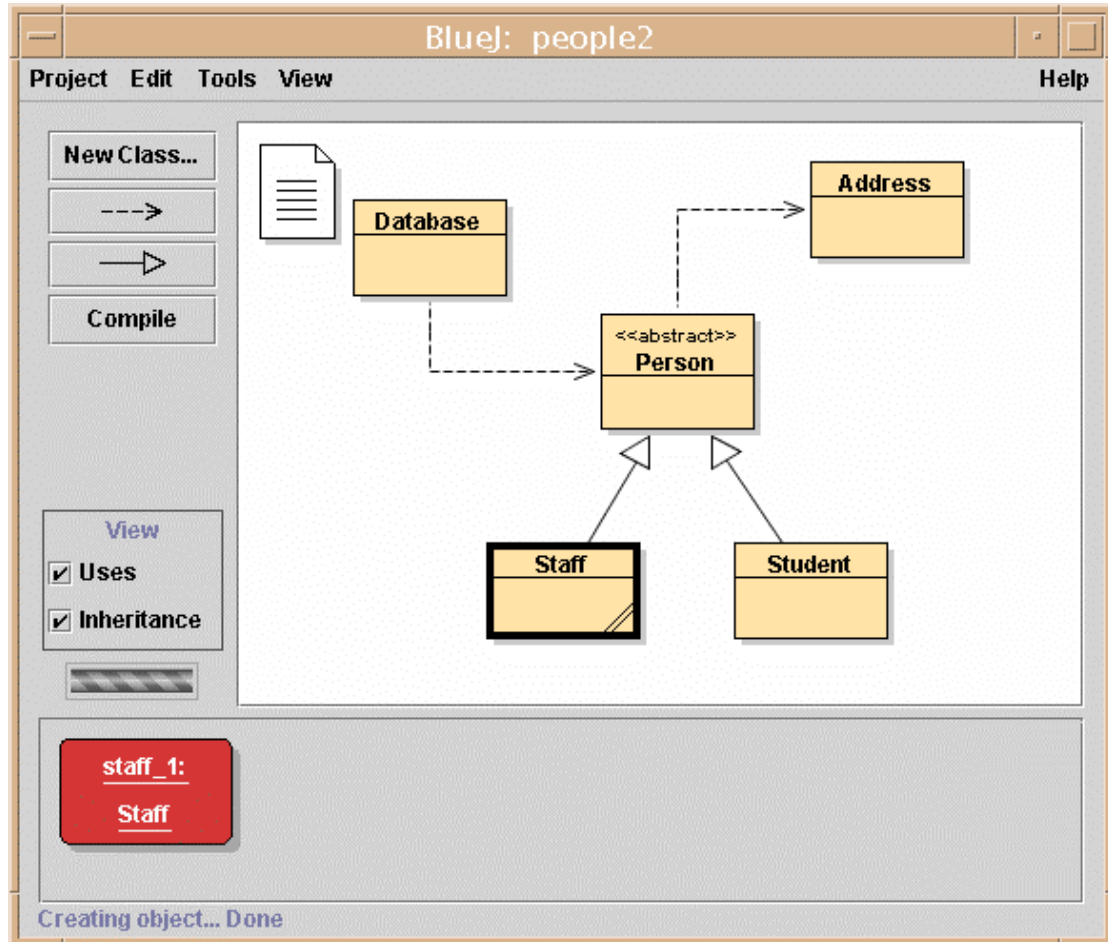 BlueJ: people2
Project Edit Tools View Help
New Class...
Compile
View
Uses
Inheritance
Database
Address
<<abstract>>
Person
Staff
Student
staff_1:
Staff
Creating object... Done